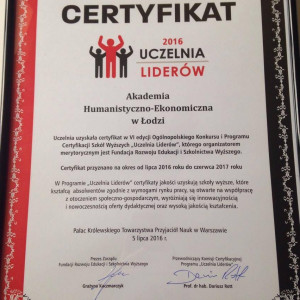 CERTYFIKAT
2016
UCZELNIA
LIDERÓW
Akademia
Humanistyczno-Ekonomiczna
w Łodzi
Uczelnia uzyskała certyfikat w VI edycji Ogólnopolskiego Konkursu i Programu
Certyfikacji Szkół Wyższych „Uczelnia Liderów”, którego organizatorem
merytorycznym jest Fundacja Rozwoju Edukacji i Szkolnictwa Wyższego.
Certyfikat przyznano na okres od lipca 2016 roku do czerwca 2017 roku
W Programie „Uczelnia Liderów” certyfikaty jakości uzyskują szkoły wyższe, które
kształcą absolwentów zgodnie z wymogami rynku pracy, są otwarte na współpracę
z otoczeniem społeczno-gospodarczym, wyróżniają się innowacyjnością
i nowoczesnością oferty dydaktycznej oraz wysoką jakością kształcenia.
Pałac Królewskiego Towarzystwa Przyjaciół Nauk w Warszawie
5 lipca 2016 r.
Prezes Zarządu
Fundacji Rozwoju Edukacji i Szkolnictwa Wyższego
Grażyna Kaczmarczyk
Przewodniczący Komisji Certyfikacyjnej
Programu „Uczelnia Liderów”
Prof. dr hab. Dariusz Rott